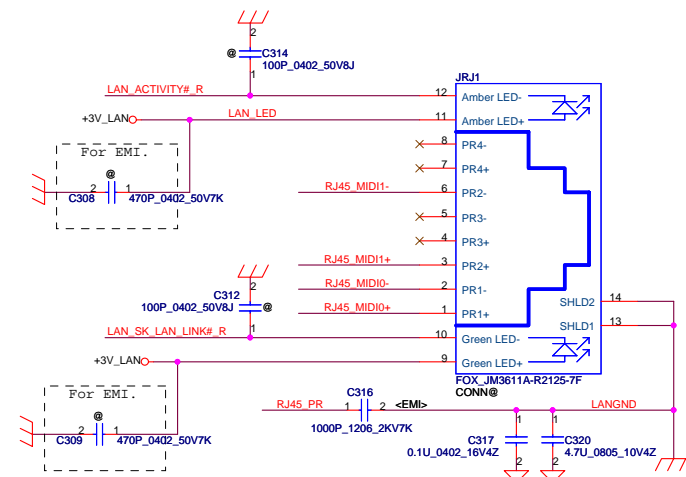 2
@
C314
100P_0402_50V8J
1
JRJ1
LAN_ACTIVITY#_R
12
Amber LED-
+3V_LAN
LAN_LED
11
Amber LED+
For EMI.
8
PR4-
@
7
PR4+
2
1
C308
470P_0402_50V7K
RJ45_MIDI1-
6
PR2-
5
PR3-
4
PR3+
RJ45_MIDI1+
3
PR2+
2
C312
RJ45_MIDI0-
2
PR1-
100P_0402_50V8J
@
RJ45_MIDI0+
1
PR1+
SHLD2
14
SHLD1
13
1
LAN_SK_LAN_LINK#_R
10
Green LED-
+3V_LAN
9
Green LED+
FOX_JM3611A-R2125-7F
CONN@
For EMI.
@
2
1
C309
470P_0402_50V7K
RJ45_PR
C316
1
2
<EMI>
LANGND
1000P_1206_2KV7K
1
1
C317
0.1U_0402_16V4Z
C320
4.7U_0805_10V4Z
2
2